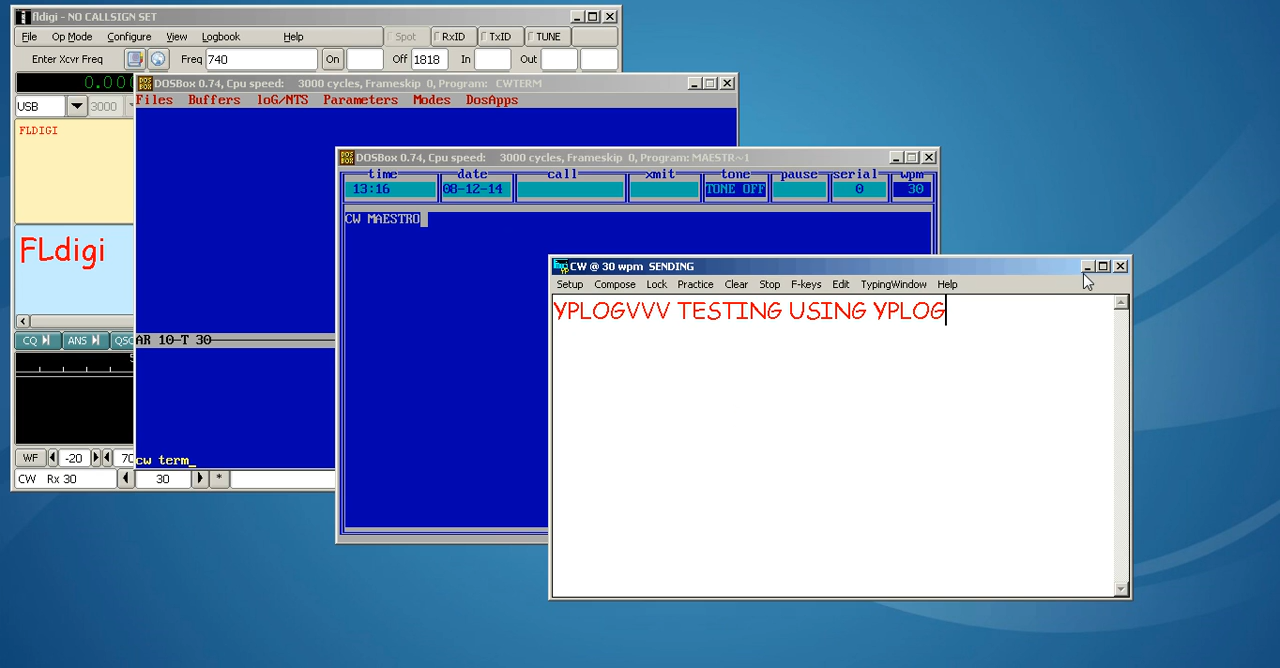 fldigi - NO CALLSIGN SET
File Op Mode Configure View Logbook Help Spot RxID TxID TUNE
Enter Xcvr Freq Freq 740 On Off 1818 In Out
0.00
USB 3000
FLDIGI
FLdigi
CQ ANS QSO
WF -20 70
CW Rx 30 30 *
DOSBox 0.74, Cpu speed: 3000 cycles, Frameskip 0, Program: CWTERM
Files Buffers loG/NTS Parameters Modes DosApps
AR 10-T 30
cw term_
DOSBox 0.74, Cpu speed: 3000 cycles, Frameskip 0, Program: MAESTR~1
time date call xmit tone pause serial wpm
13:16 08-12-14 TONE OFF 0 30
CW MAESTRO
CW @ 30 wpm SENDING
Setup Compose Lock Practice Clear Stop F-keys Edit TypingWindow Help
YPLOGVVV TESTING USING YPLOG